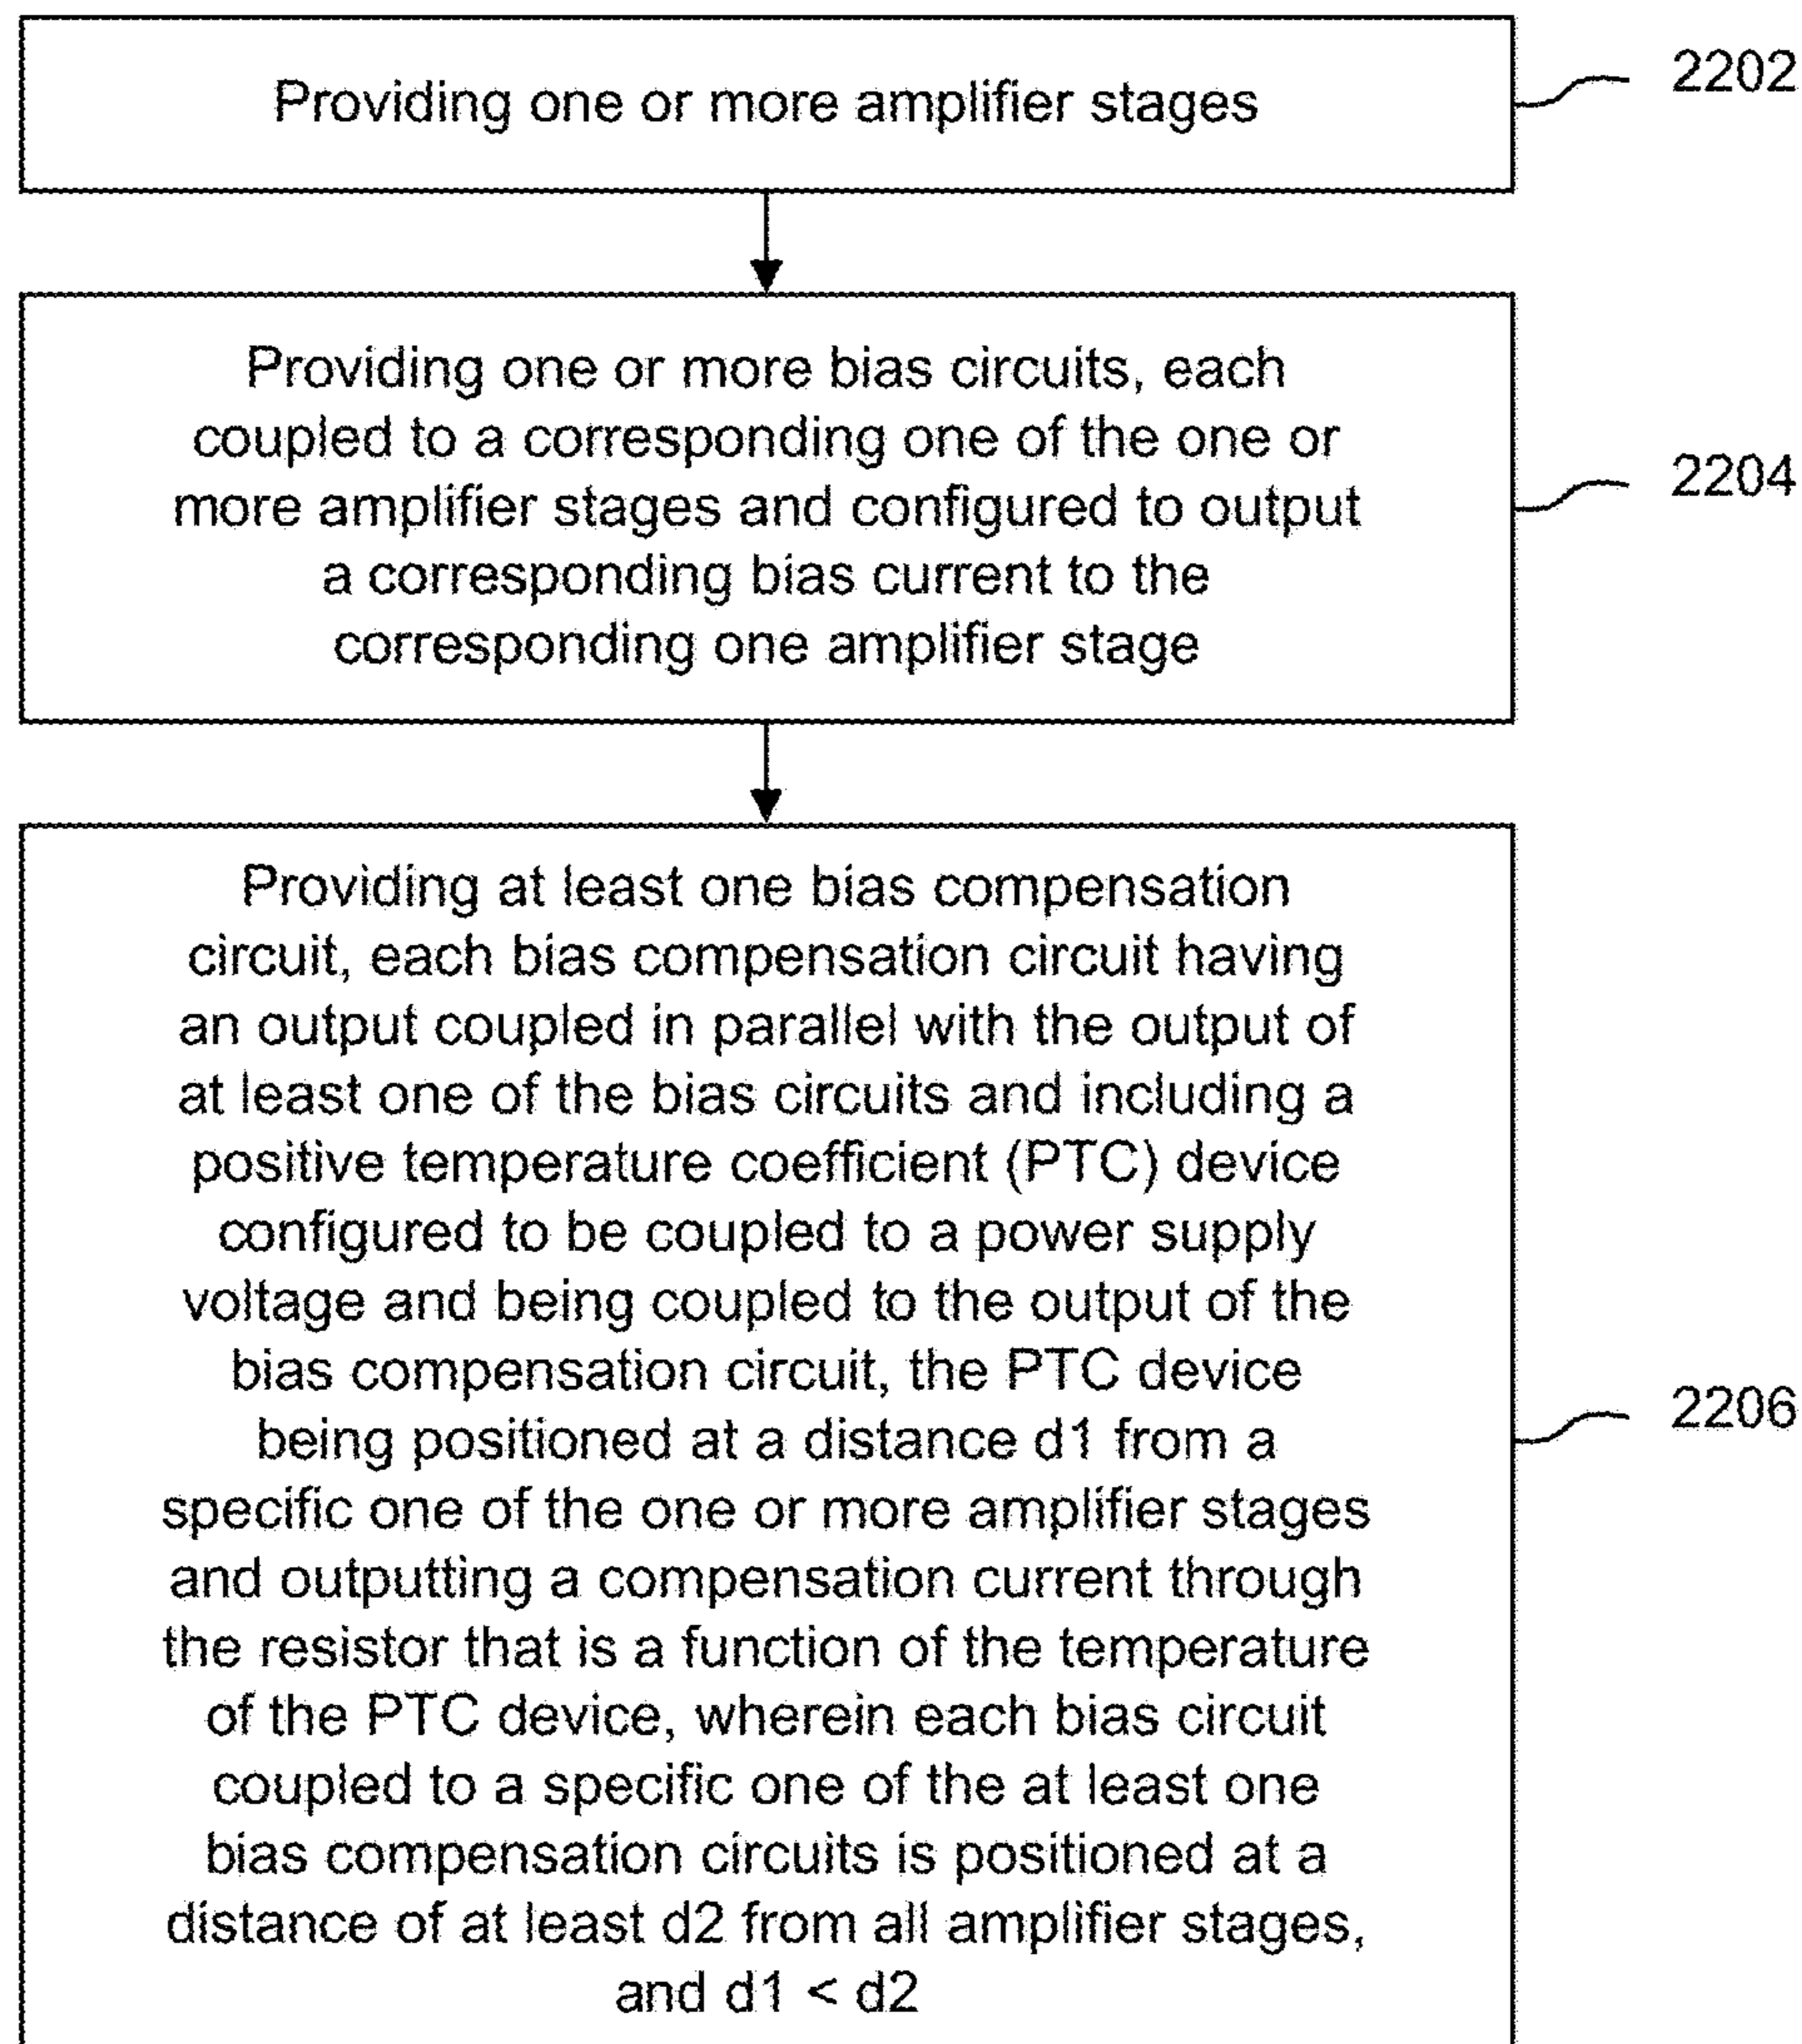 Providing one or more amplifier stages
2202
Providing one or more bias circuits, each
coupled to a corresponding one of the one or
more amplifier stages and configured to output
a corresponding bias current to the
corresponding one amplifier stage
2204
Providing at least one bias compensation
circuit, each bias compensation circuit having
an output coupled in parallel with the output of
at least one of the bias circuits and including a
positive temperature coefficient (PTC) device
configured to be coupled to a power supply
voltage and being coupled to the output of the
bias compensation circuit, the PTC device
being positioned at a distance d1 from a
specific one of the one or more amplifier stages
and outputting a compensation current through
the resistor that is a function of the temperature
of the PTC device, wherein each bias circuit
coupled to a specific one of the at least one
bias compensation circuits is positioned at a
distance of at least d2 from all amplifier stages,
and d1 < d2
2206